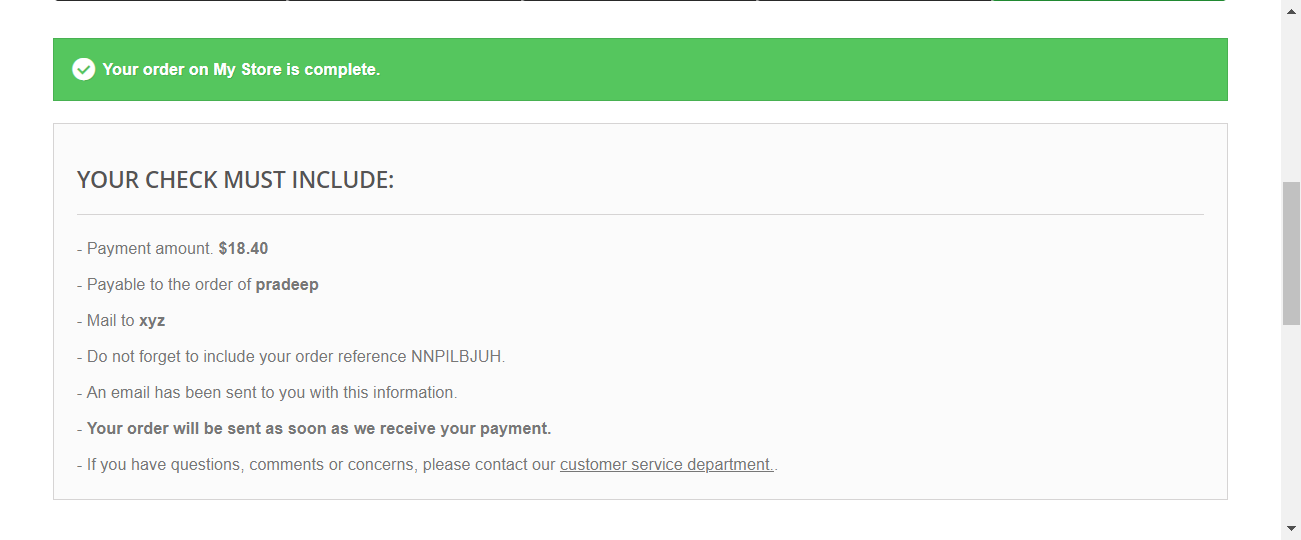 Your order on My Store is complete.
YOUR CHECK MUST INCLUDE:
- Payment amount. $18.40
- Payable to the order of pradeep
- Mail to xyz
- Do not forget to include your order reference NNPILBJUH.
- An email has been sent to you with this information.
- Your order will be sent as soon as we receive your payment.
- If you have questions, comments or concerns, please contact our customer service department..